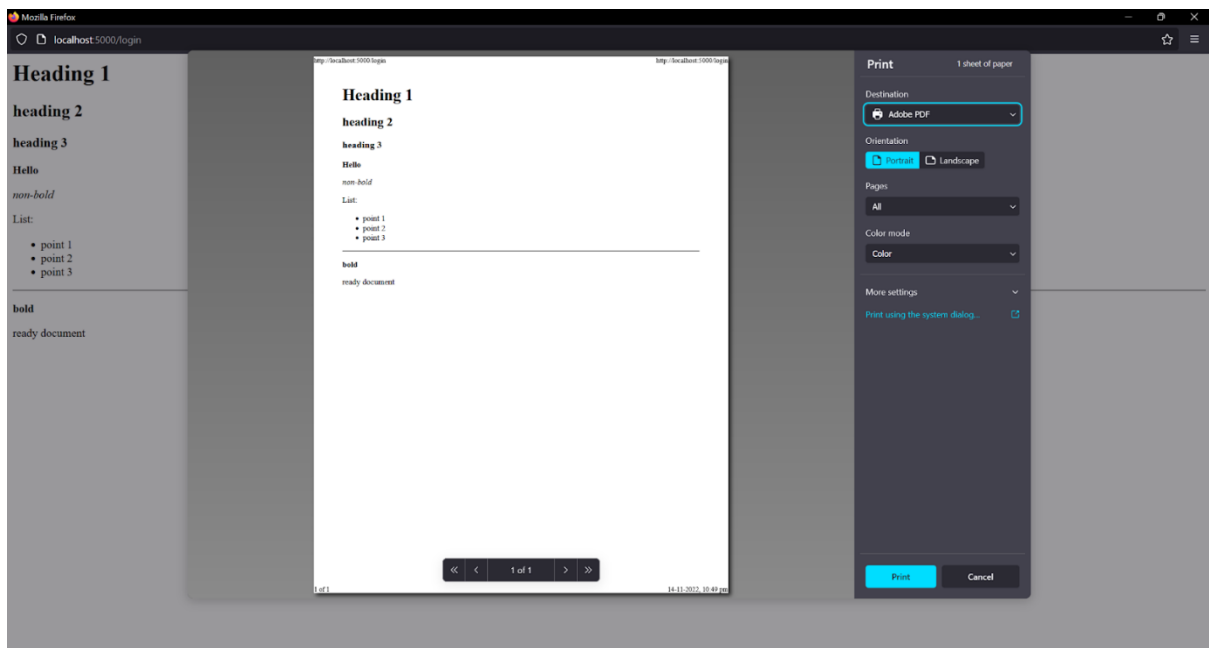 Mozilla Firefox
localhost:5000/login
Heading 1
heading 2
heading 3
Hello
non-bold
List:
• point 1
• point 2
• point 3
bold
ready document
http://localhost:5000/login http://localhost:5000/login
Heading 1
heading 2
heading 3
Hello
non-bold
List:
• point 1
• point 2
• point 3
bold
ready document
« < 1 of 1 > »
1 of 1 14-11-2022, 10:49 pm
Print 1 sheet of paper
Destination
Adobe PDF
Orientation
Portrait Landscape
Pages
All
Color mode
Color
More settings
Print using the system dialog...
Print Cancel